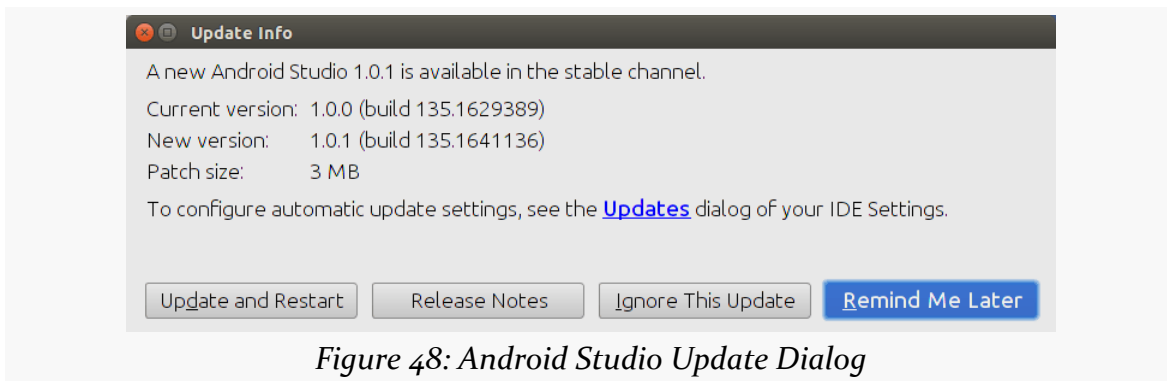 Update Info
A new Android Studio 1.0.1 is available in the stable channel.
Current version: 1.0.0 (build 135.1629389)
New version: 1.0.1 (build 135.1641136)
Patch size: 3 MB
To configure automatic update settings, see the Updates dialog of your IDE Settings.
Update and Restart Release Notes Ignore This Update Remind Me Later
Figure 48: Android Studio Update Dialog